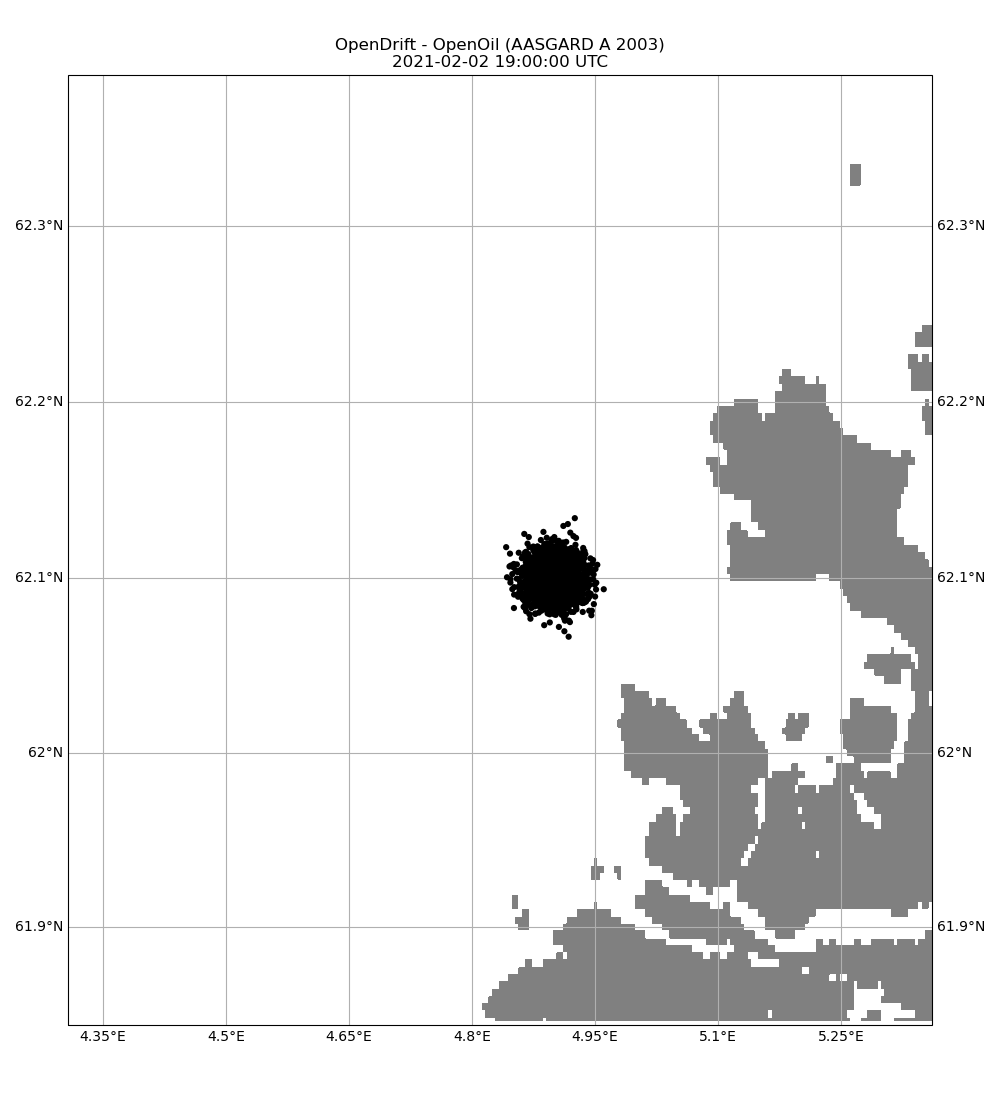 OpenDrift - OpenOil (AASGARD A 2003)
2021-02-02 19:00:00 UTC
62.3°N 62.3°N
62.2°N 62.2°N
62.1°N 62.1°N
62°N 62°N
61.9°N 61.9°N
4.35°E 4.5°E 4.65°E 4.8°E 4.95°E 5.1°E 5.25°E